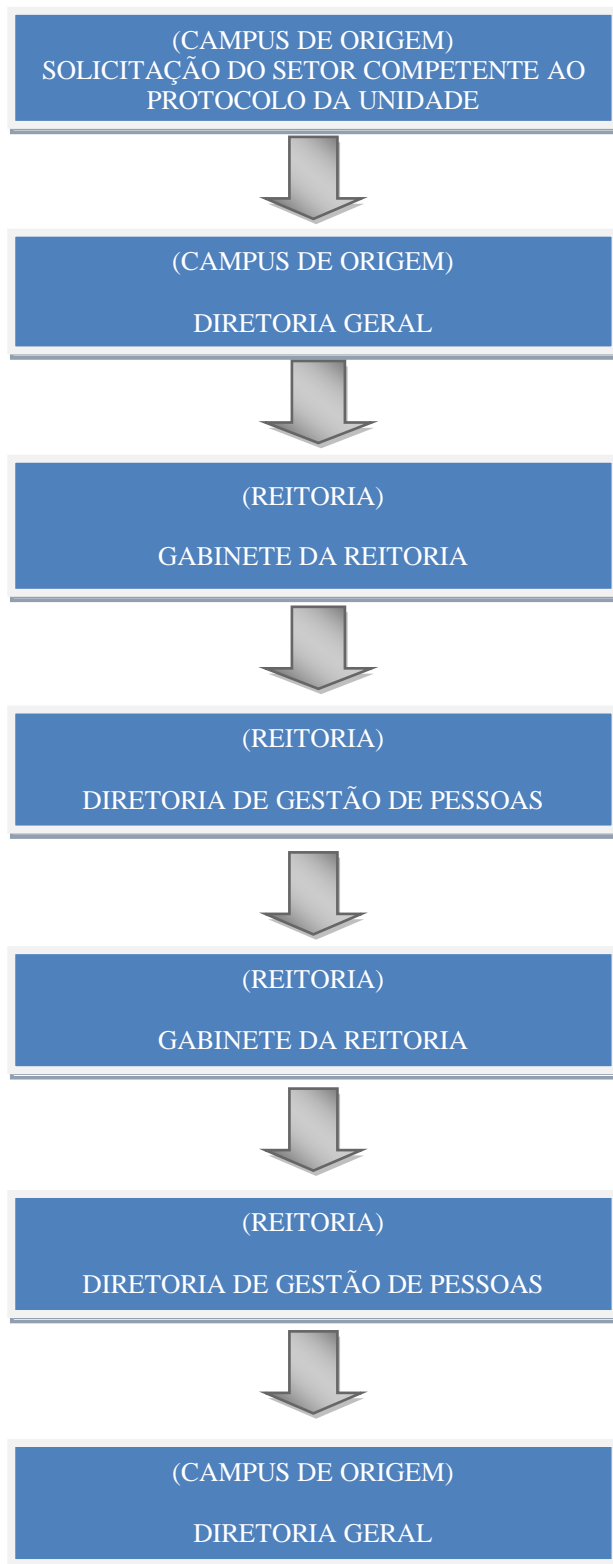 (CAMPUS DE ORIGEM)
SOLICITAÇÃO DO SETOR COMPETENTE AO
PROTOCOLO DA UNIDADE
(CAMPUS DE ORIGEM)
DIRETORIA GERAL
(REITORIA)
GABINETE DA REITORIA
(REITORIA)
DIRETORIA DE GESTÃO DE PESSOAS
(REITORIA)
GABINETE DA REITORIA
(REITORIA)
DIRETORIA DE GESTÃO DE PESSOAS
(CAMPUS DE ORIGEM)
DIRETORIA GERAL